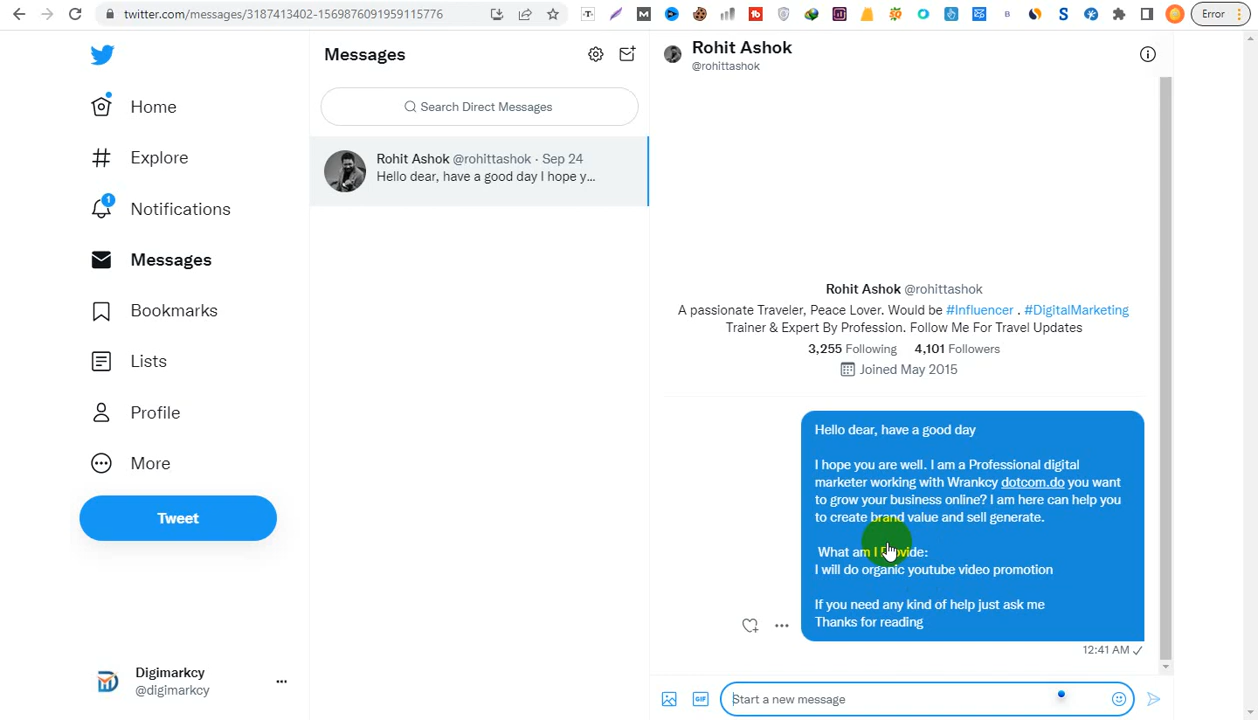 twitter.com/messages/3187413402-1569876091959115776
Error
Home
Explore
1
Notifications
Messages
Bookmarks
Lists
Profile
More
Tweet
Digimarkcy
@digimarkcy
Messages
Search Direct Messages
Rohit Ashok @rohittashok · Sep 24
Hello dear, have a good day I hope y...
Rohit Ashok
@rohittashok
Rohit Ashok @rohittashok
A passionate Traveler, Peace Lover. Would be #Influencer . #DigitalMarketing
Trainer & Expert By Profession. Follow Me For Travel Updates
3,255 Following 4,101 Followers
Joined May 2015
Hello dear, have a good day
I hope you are well. I am a Professional digital
marketer working with Wrankcy dotcom.do you want
to grow your business online? I am here can help you
to create brand value and sell generate.
What am I Provide:
I will do organic youtube video promotion
If you need any kind of help just ask me
Thanks for reading
12:41 AM
GIF
Start a new message